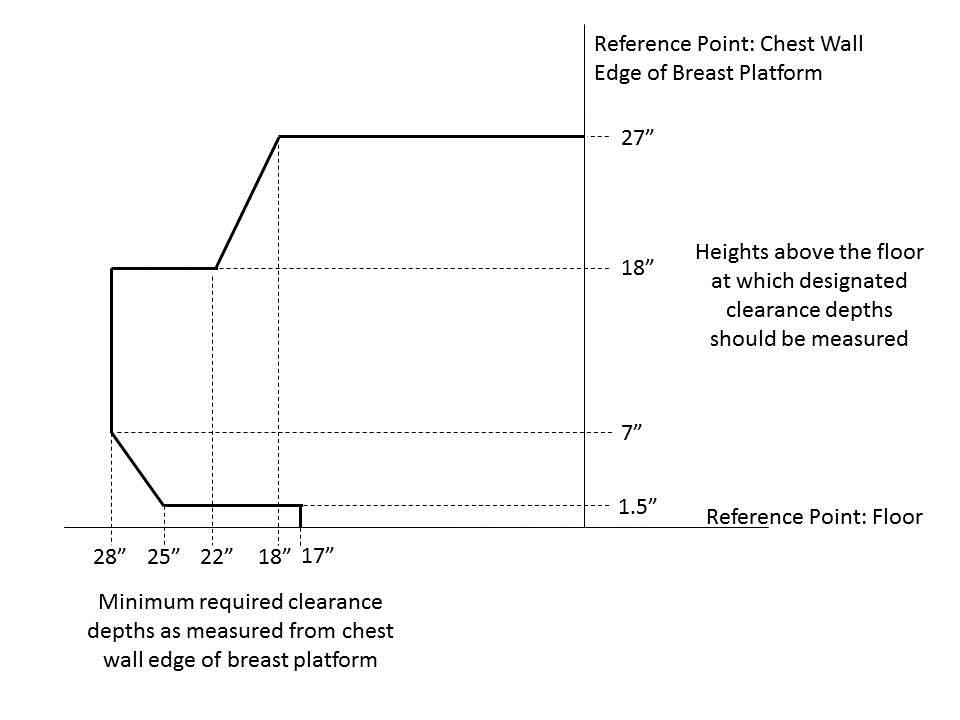 Reference Point: Chest Wall
Edge of Breast Platform
27”
18”
Heights above the floor
at which designated
clearance depths
should be measured
7”
1.5”
Reference Point: Floor
28” 25” 22” 18” 17”
Minimum required clearance
depths as measured from chest
wall edge of breast platform